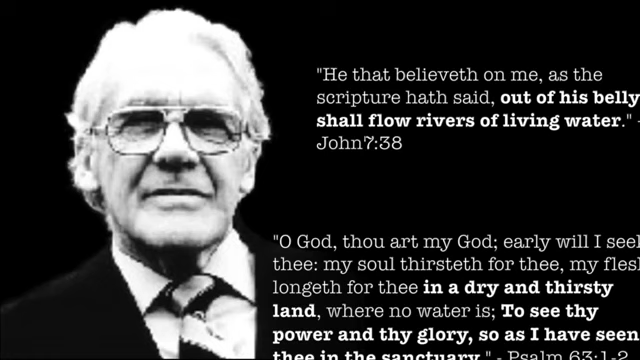 "He that believeth on me, as the
scripture hath said, out of his belly
shall flow rivers of living water." -
John7:38
"O God, thou art my God; early will I seek
thee: my soul thirsteth for thee, my flesh
longeth for thee in a dry and thirsty
land, where no water is; To see thy
power and thy glory, so as I have seen
thee in the sanctuary." - Psalm 63:1-2